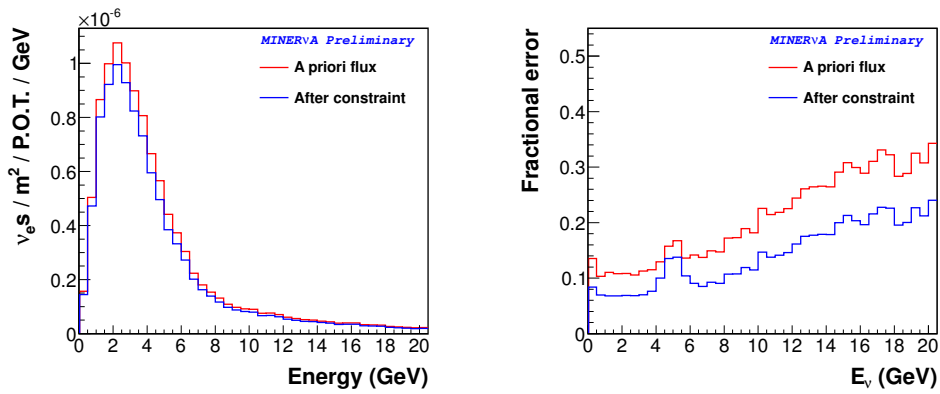 ×10⁻⁶
MINERνA Preliminary
A priori flux
After constraint
νₑs / m² / P.O.T. / GeV
1
0.8
0.6
0.4
0.2
0
0 2 4 6 8 10 12 14 16 18 20
Energy (GeV)
MINERνA Preliminary
A priori flux
After constraint
Fractional error
0.5
0.4
0.3
0.2
0.1
0.0
0 2 4 6 8 10 12 14 16 18 20
Eᵥ (GeV)